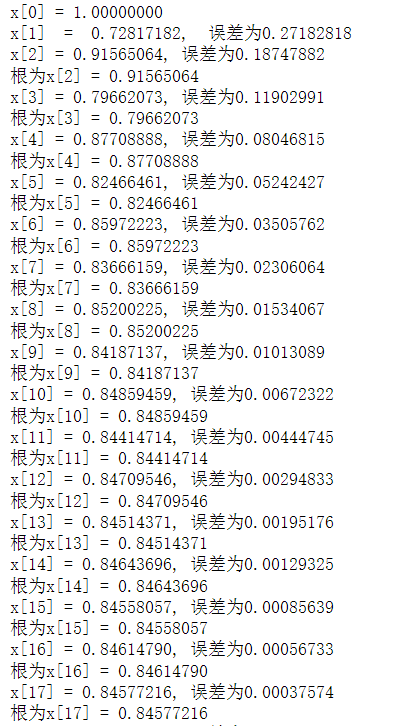 x[0] = 1.00000000
x[1]  =  0.72817182,  误差为0.27182818
x[2] = 0.91565064, 误差为0.18747882
根为x[2] = 0.91565064
x[3] = 0.79662073, 误差为0.11902991
根为x[3] = 0.79662073
x[4] = 0.87708888, 误差为0.08046815
根为x[4] = 0.87708888
x[5] = 0.82466461, 误差为0.05242427
根为x[5] = 0.82466461
x[6] = 0.85972223, 误差为0.03505762
根为x[6] = 0.85972223
x[7] = 0.83666159, 误差为0.02306064
根为x[7] = 0.83666159
x[8] = 0.85200225, 误差为0.01534067
根为x[8] = 0.85200225
x[9] = 0.84187137, 误差为0.01013089
根为x[9] = 0.84187137
x[10] = 0.84859459, 误差为0.00672322
根为x[10] = 0.84859459
x[11] = 0.84414714, 误差为0.00444745
根为x[11] = 0.84414714
x[12] = 0.84709546, 误差为0.00294833
根为x[12] = 0.84709546
x[13] = 0.84514371, 误差为0.00195176
根为x[13] = 0.84514371
x[14] = 0.84643696, 误差为0.00129325
根为x[14] = 0.84643696
x[15] = 0.84558057, 误差为0.00085639
根为x[15] = 0.84558057
x[16] = 0.84614790, 误差为0.00056733
根为x[16] = 0.84614790
x[17] = 0.84577216, 误差为0.00037574
根为x[17] = 0.84577216